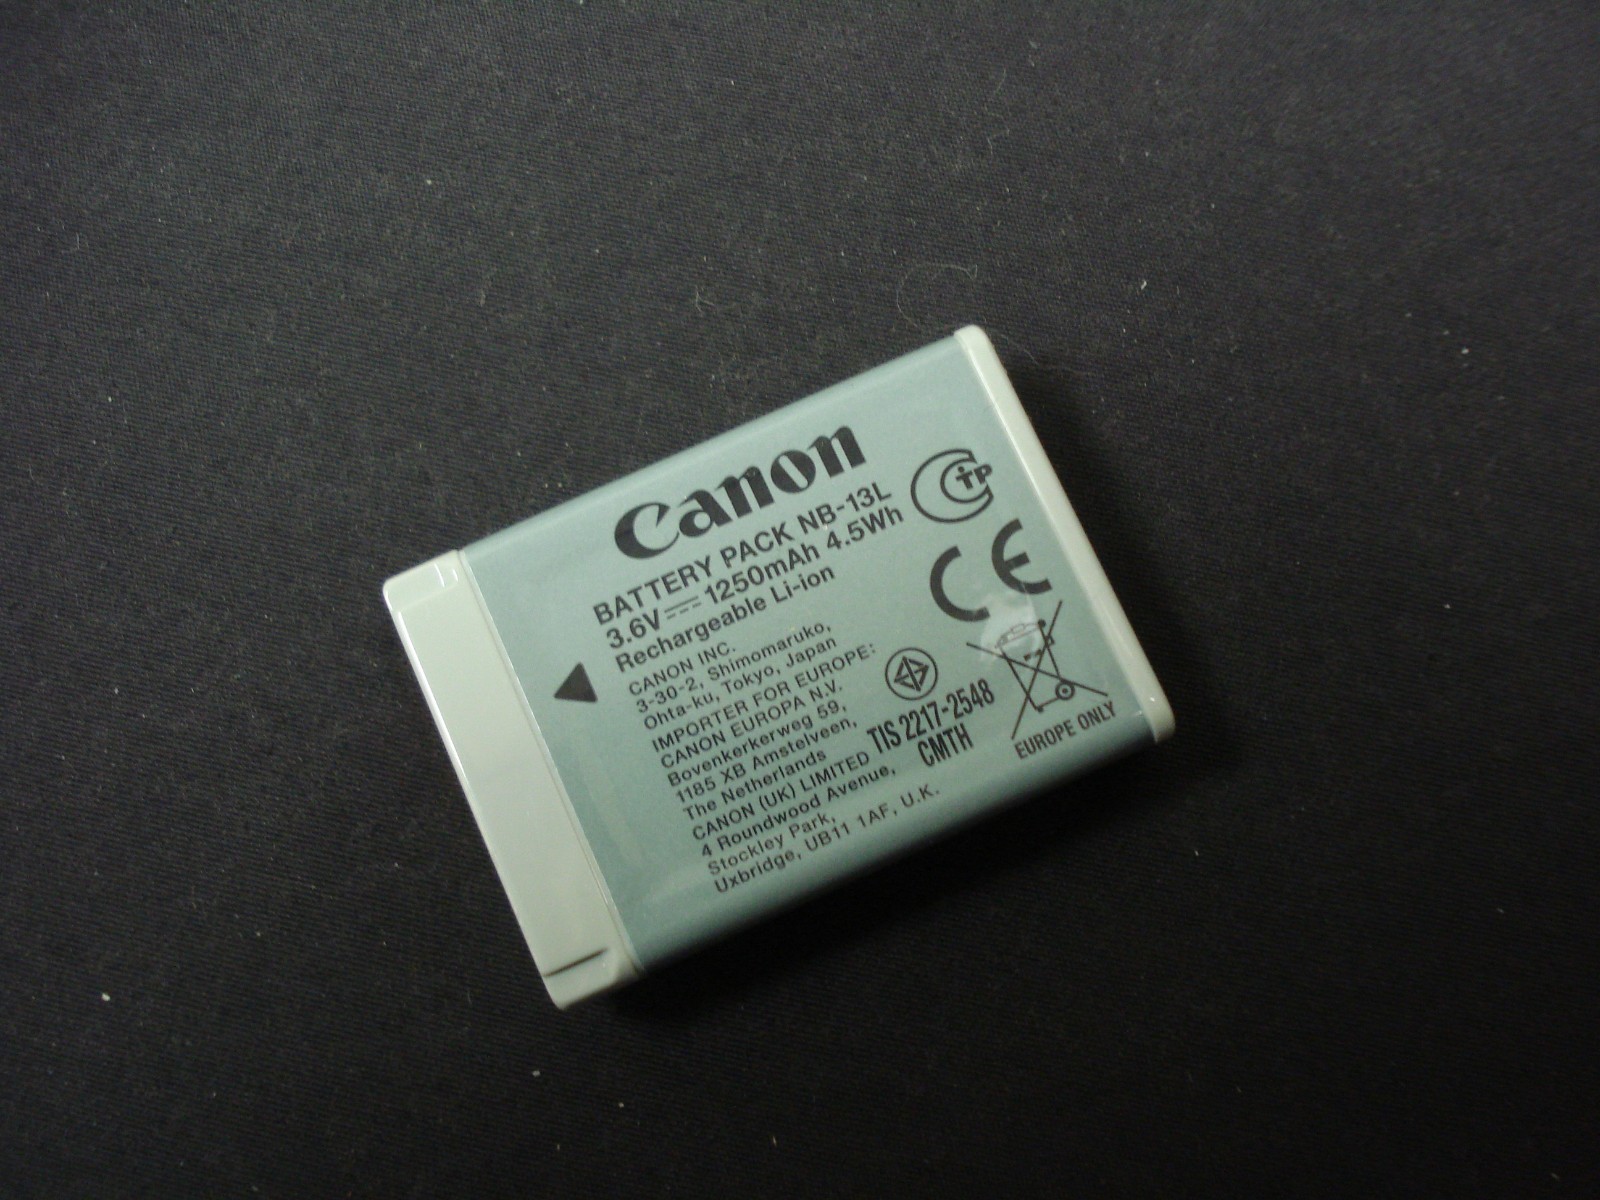 Canon
BATTERY PACK NB-13L
3.6V 1250mAh 4.5Wh
Rechargeable Li-ion
CANON INC.
3-30-2, Shimomaruko,
Ohta-ku, Tokyo, Japan
IMPORTER FOR EUROPE:
CANON EUROPA N.V.
Bovenkerkerweg 59,
1185 XB Amstelveen,
The Netherlands
CANON (UK) LIMITED
4 Roundwood Avenue,
Stockley Park,
Uxbridge, UB11 1AF, U.K.
TIS 2217-2548
CMTH
CTP
CE
EUROPE ONLY